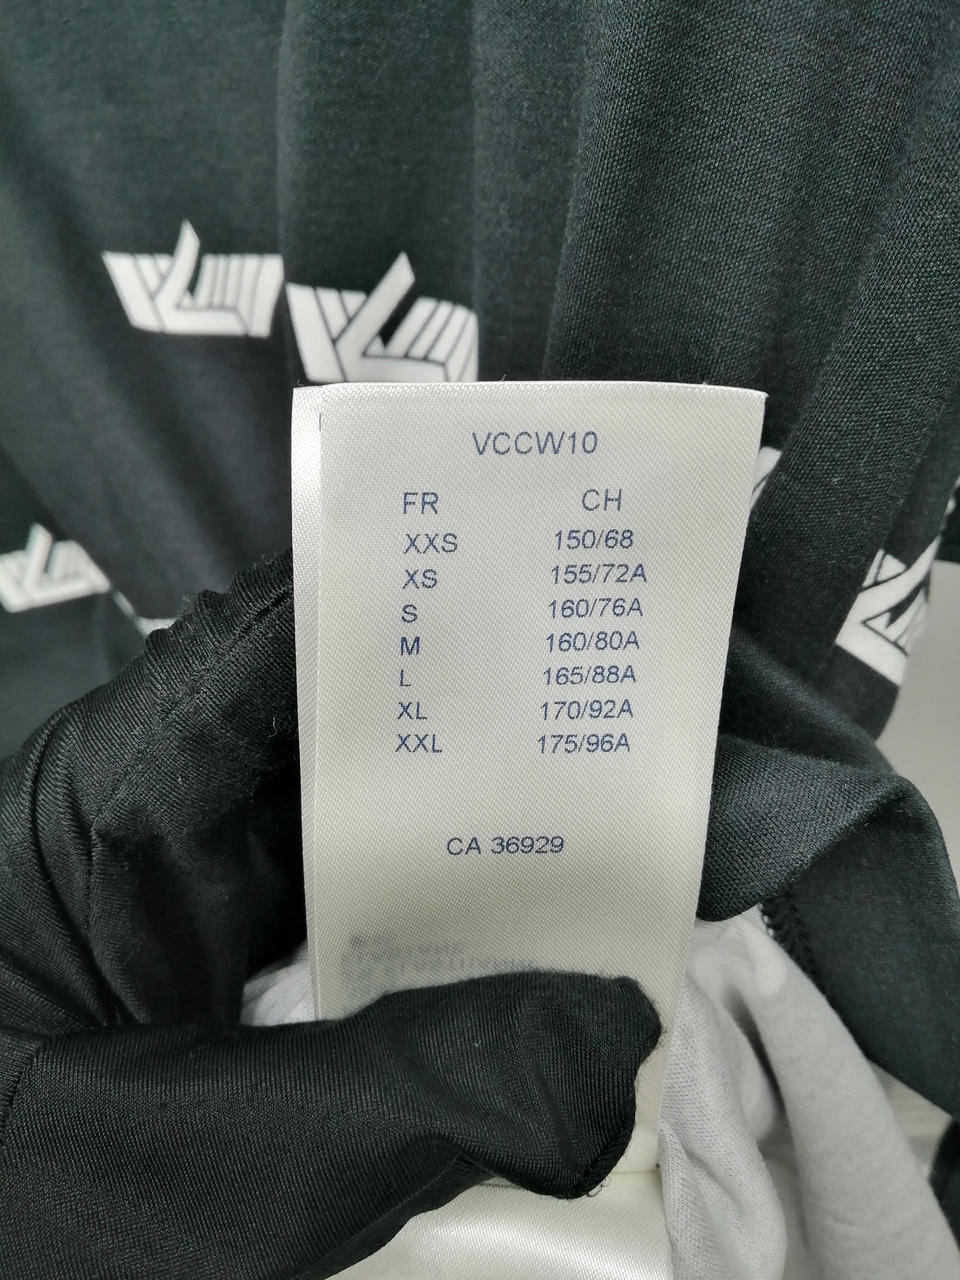 VCCW10
FR CH
XXS 150/68
XS 155/72A
S 160/76A
M 160/80A
L 165/88A
XL 170/92A
XXL 175/96A
CA 36929